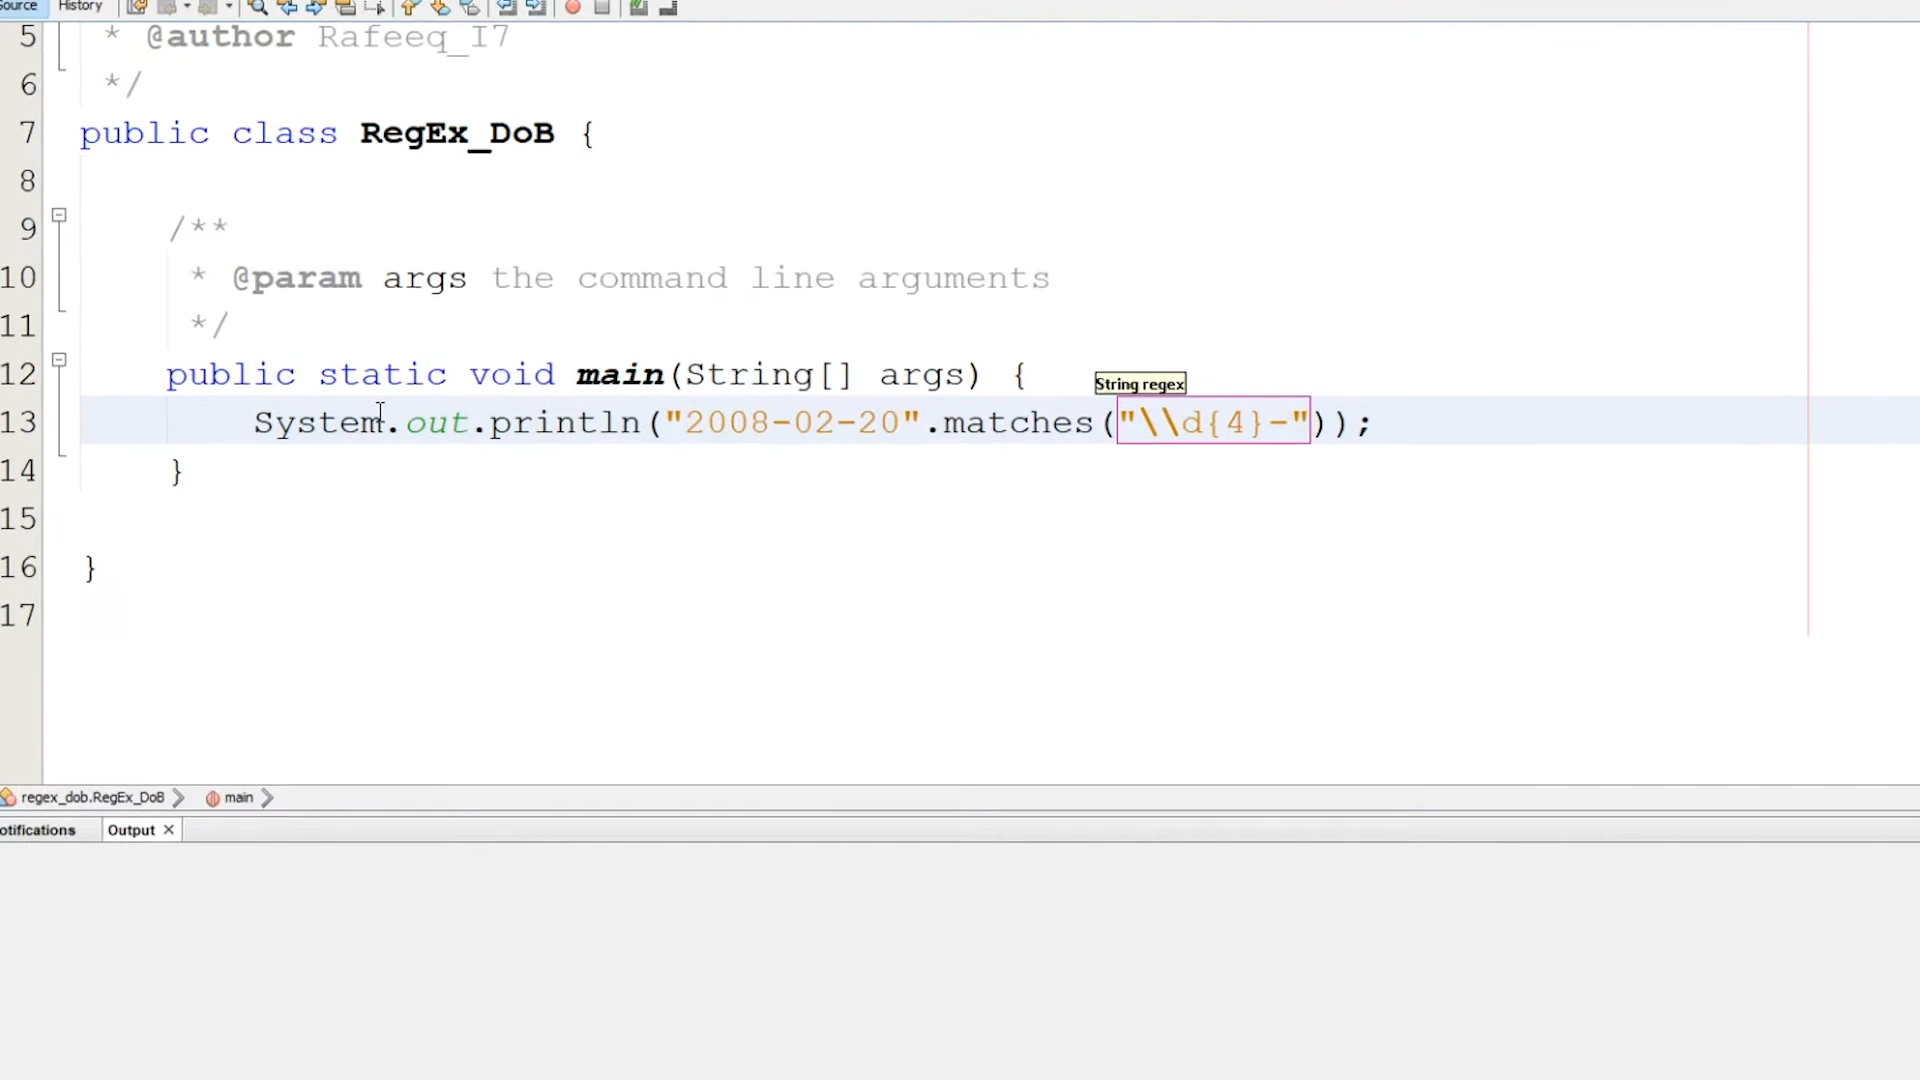 Source History
5 * @author Rafeeq_I7
6 */
7 public class RegEx_DoB {
8
9 /**
10 * @param args the command line arguments
11 */
12 public static void main(String[] args) {
String regex
13 System.out.println("2008-02-20".matches("\\d{4}-"));
14 }
15
16 }
17
regex_dob.RegEx_DoB main
otifications Output